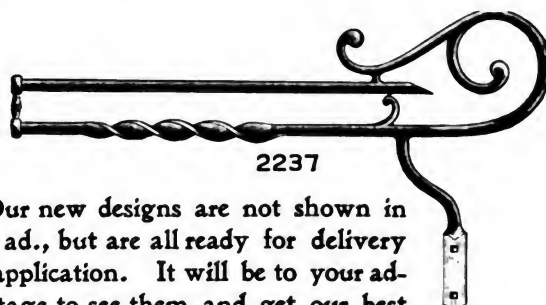 2237
Our new designs are not shown in
ad., but are all ready for delivery
application. It will be to your ad-
tage to see them and get our best